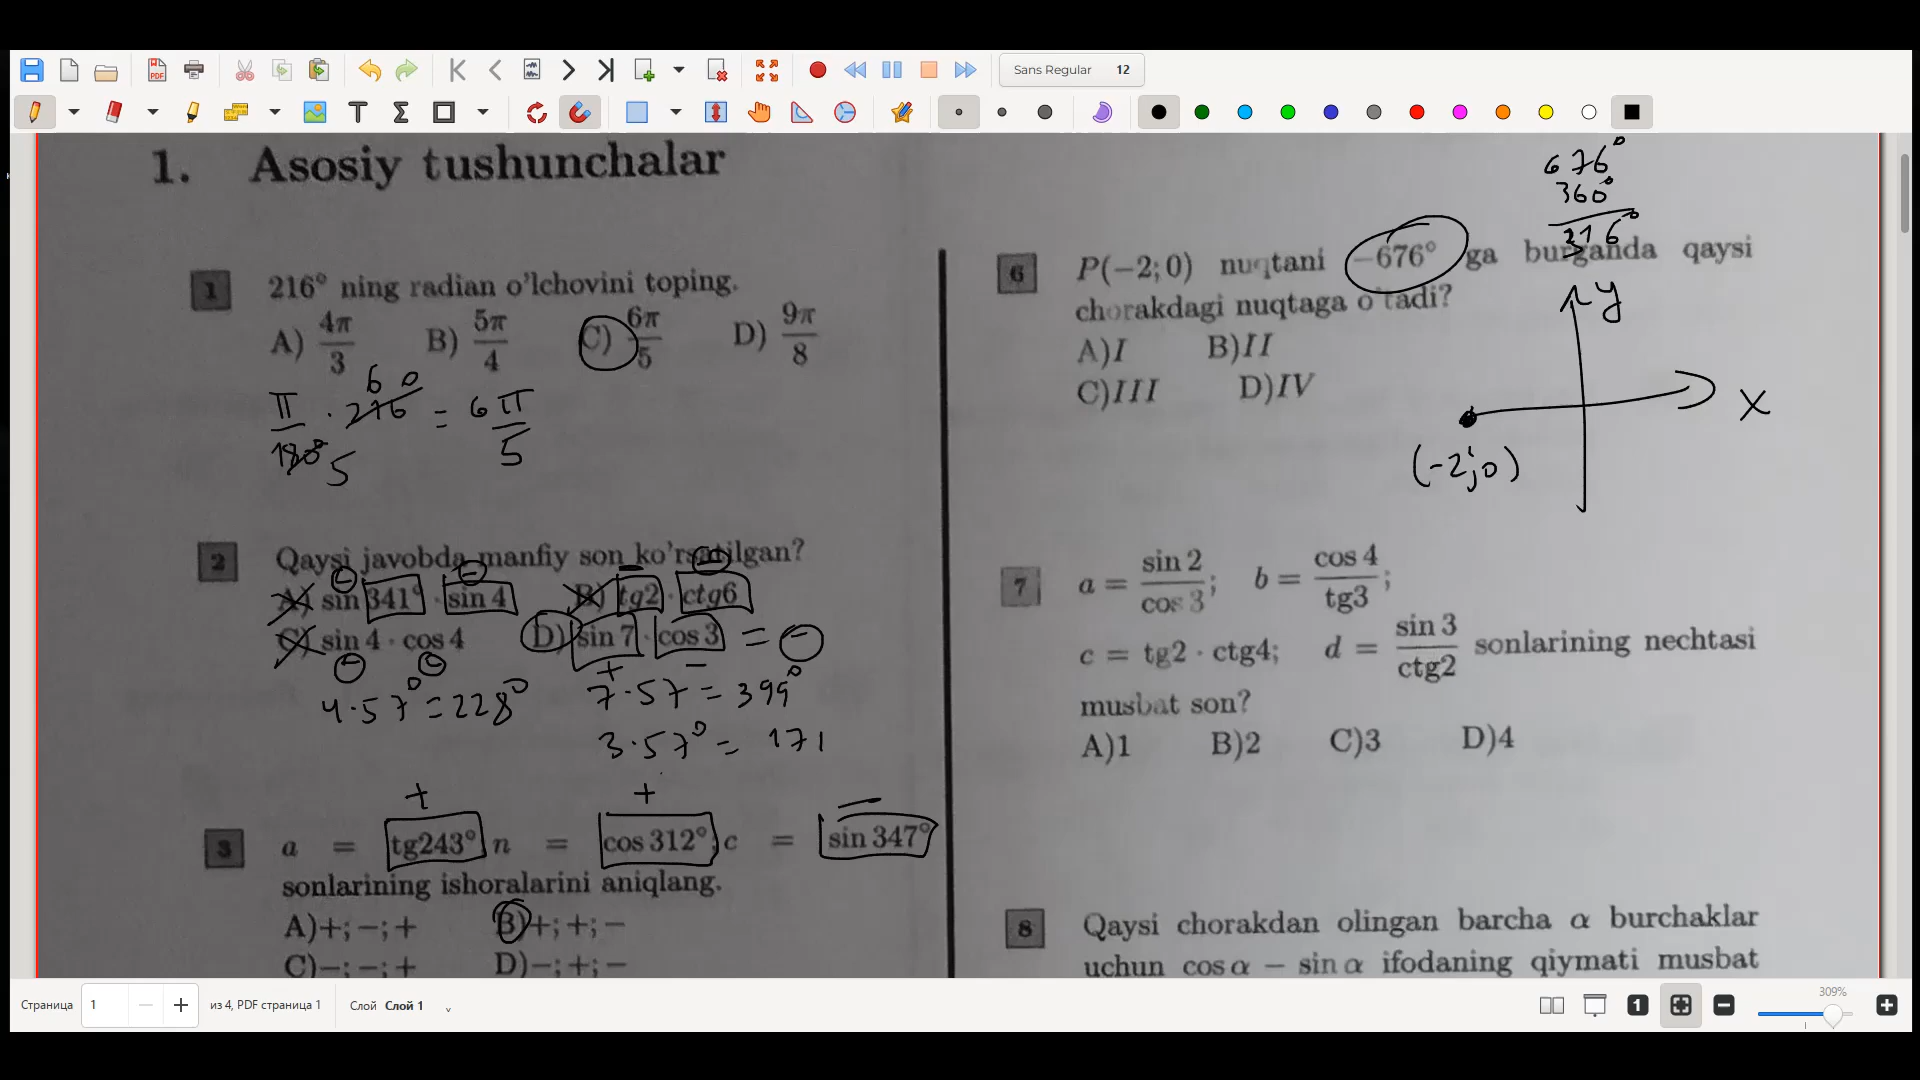 Sans Regular 12
1. Asosiy tushunchalar
1 216° ning radian o'lchovini toping.
A) 4π/3 B) 5π/4 C) 6π/5 D) 9π/8
π/180° · 216° = 6π/5
6
5
2 Qaysi javobda manfiy son ko'rsatilgan?
A) sin 341° · sin 4 B) tg2 · ctg6
C) sin 4 · cos 4 D) sin 7 · cos 3 = −
4·57° = 228° 7·57 = 399°
3·57° = 171
+ + −
3 a = tg243° n = cos 312°; c = sin 347°
sonlarining ishoralarini aniqlang.
A)+; −; + B)+; +; −
C)−; −; + D)−; +; −
676°
360°
316°
6 P(−2; 0) nuqtani −676° ga burganda qaysi
chorakdagi nuqtaga o'tadi?
A)I B)II
C)III D)IV
y
x
(-2;0)
7 a = sin 2/cos 3; b = cos 4/tg3;
c = tg2 · ctg4; d = sin 3/ctg2 sonlarining nechtasi
musbat son?
A)1 B)2 C)3 D)4
8 Qaysi chorakdan olingan barcha α burchaklar
uchun cos α − sin α ifodaning qiymati musbat
Страница 1 из 4, PDF страница 1 Слой Слой 1
309%